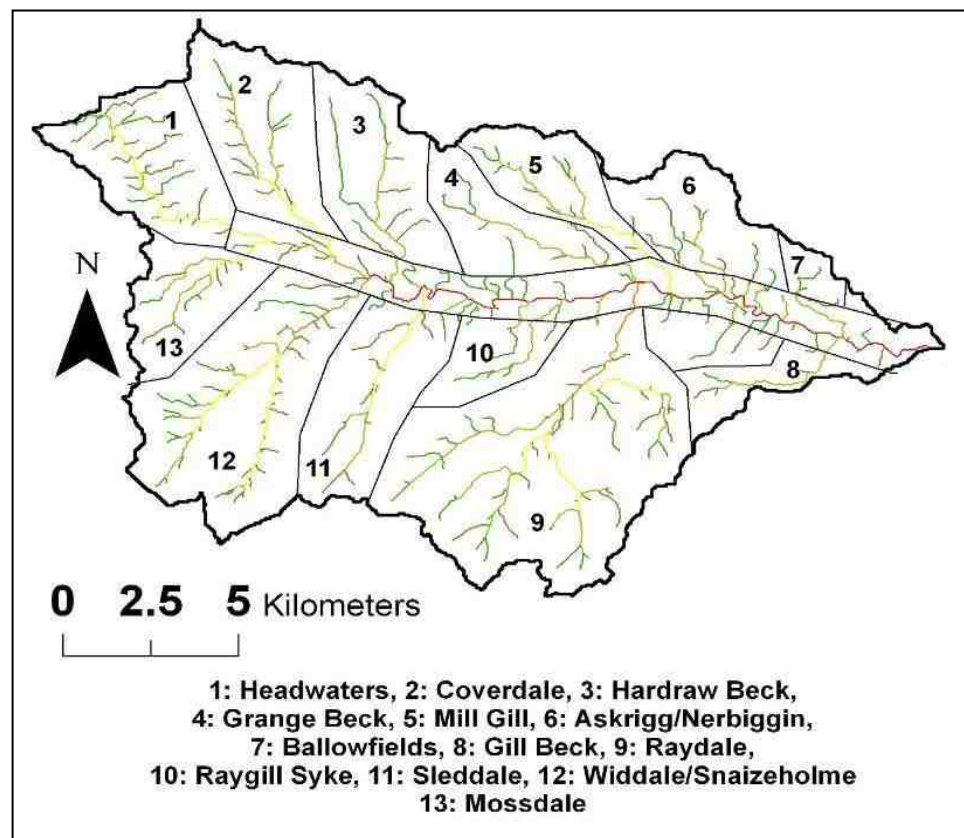 1
2
3
4
5
6
7
8
9
10
11
12
13
N
0 2.5 5 Kilometers
1: Headwaters, 2: Coverdale, 3: Hardraw Beck,
4: Grange Beck, 5: Mill Gill, 6: Askrigg/Nerbiggin,
7: Ballowfields, 8: Gill Beck, 9: Raydale,
10: Raygill Syke, 11: Sleddale, 12: Widdale/Snaizeholme
13: Mossdale